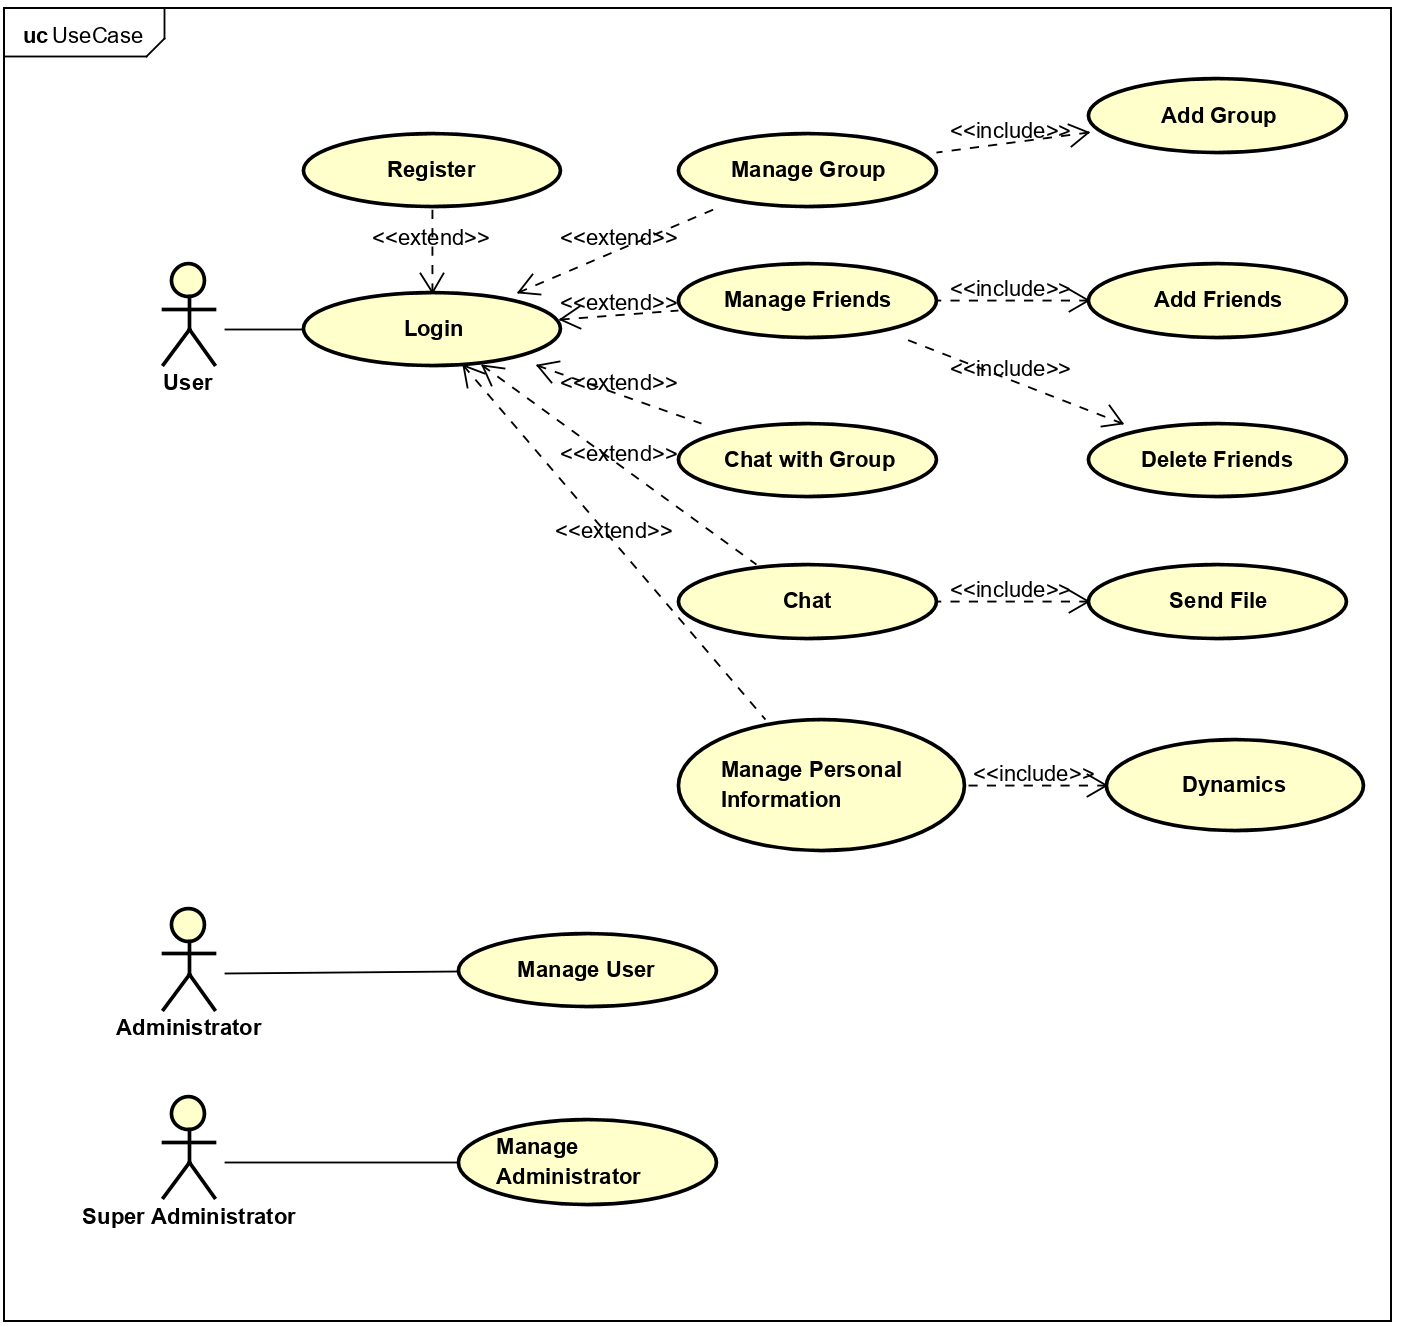 uc UseCase
Add Group
<<include>>
Register
Manage Group
<<extend>>
<<extend>>
<<include>>
Manage Friends
Add Friends
<<extend>>
Login
User
<<extend>>
<<include>>
<<extend>>
Chat with Group
Delete Friends
<<extend>>
<<include>>
Chat
Send File
Manage Personal
Information
<<include>>
Dynamics
Manage User
Administrator
Manage
Administrator
Super Administrator